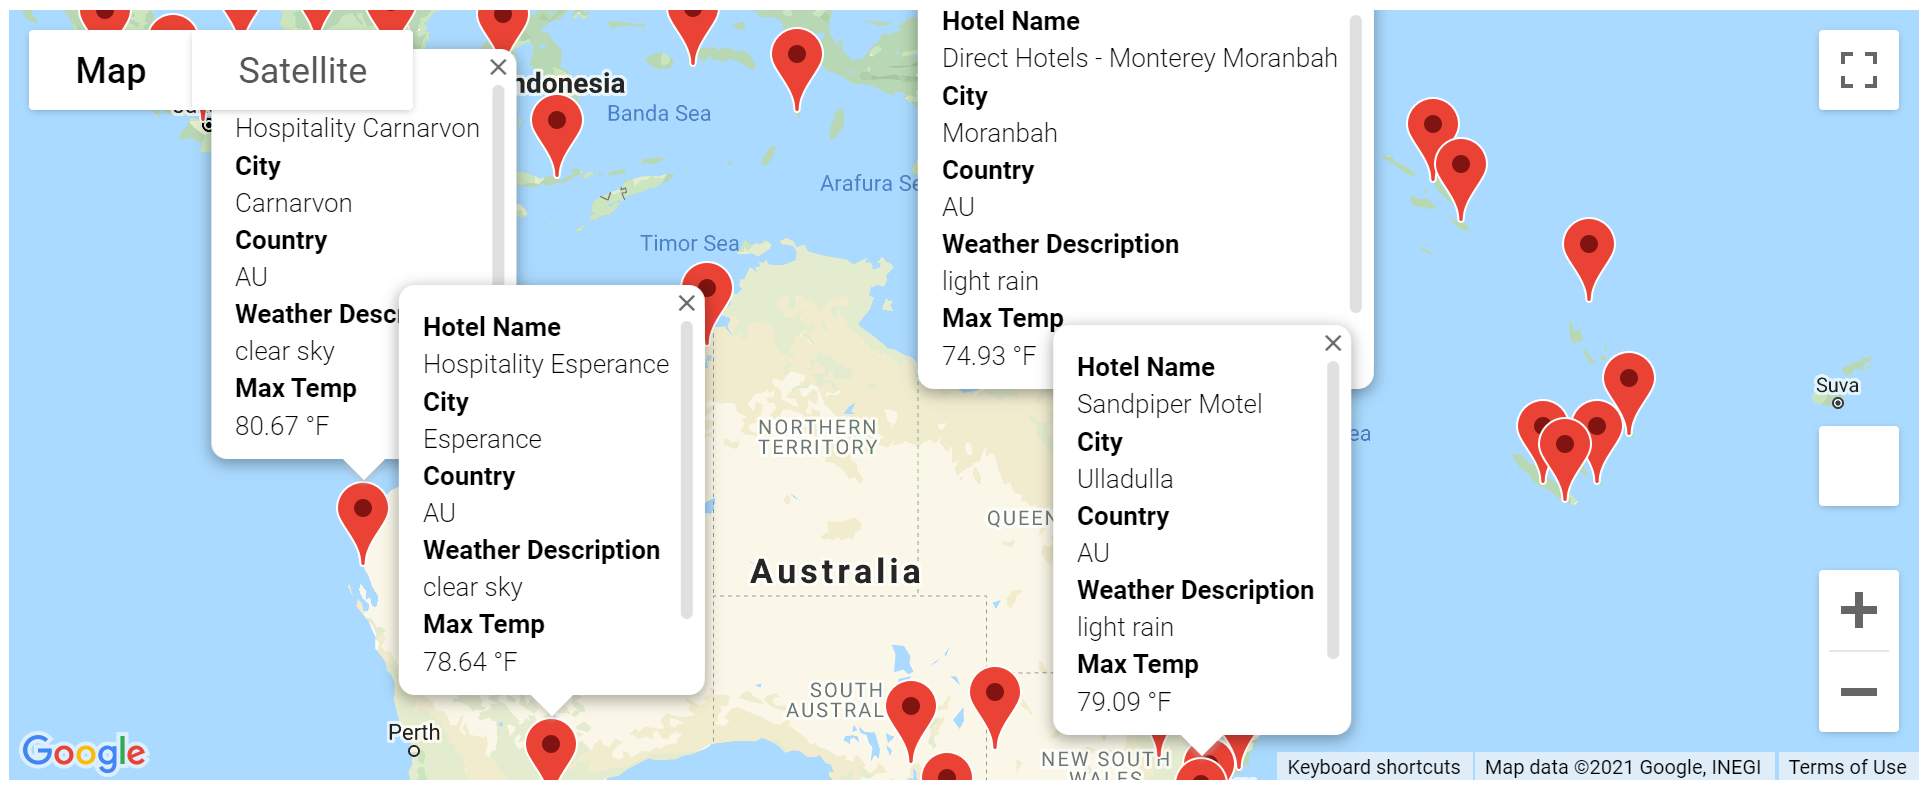 Map
Satellite
Hospitality Carnarvon
City
Carnarvon
Country
AU
Weather
clear sky
Max Temp
80.67 °F
Hotel Name
Hospitality Esperance
City
Esperance
Country
AU
Weather Description
clear sky
Max Temp
78.64 °F
Hotel Name
Direct Hotels - Monterey Moranbah
City
Moranbah
Country
AU
Weather Description
light rain
Max Temp
74.93 °F
Hotel Name
Sandpiper Motel
City
Ulladulla
Country
AU
Weather Description
light rain
Max Temp
79.09 °F
ndonesia
Banda Sea
Arafura Se
Timor Sea
NORTHERN
TERRITORY
QUEEN
ea
Suva
Australia
SOUTH
AUSTRAL
Perth
NEW SOUTH
WALES
Google
Keyboard shortcuts
Map data ©2021 Google, INEGI
Terms of Use